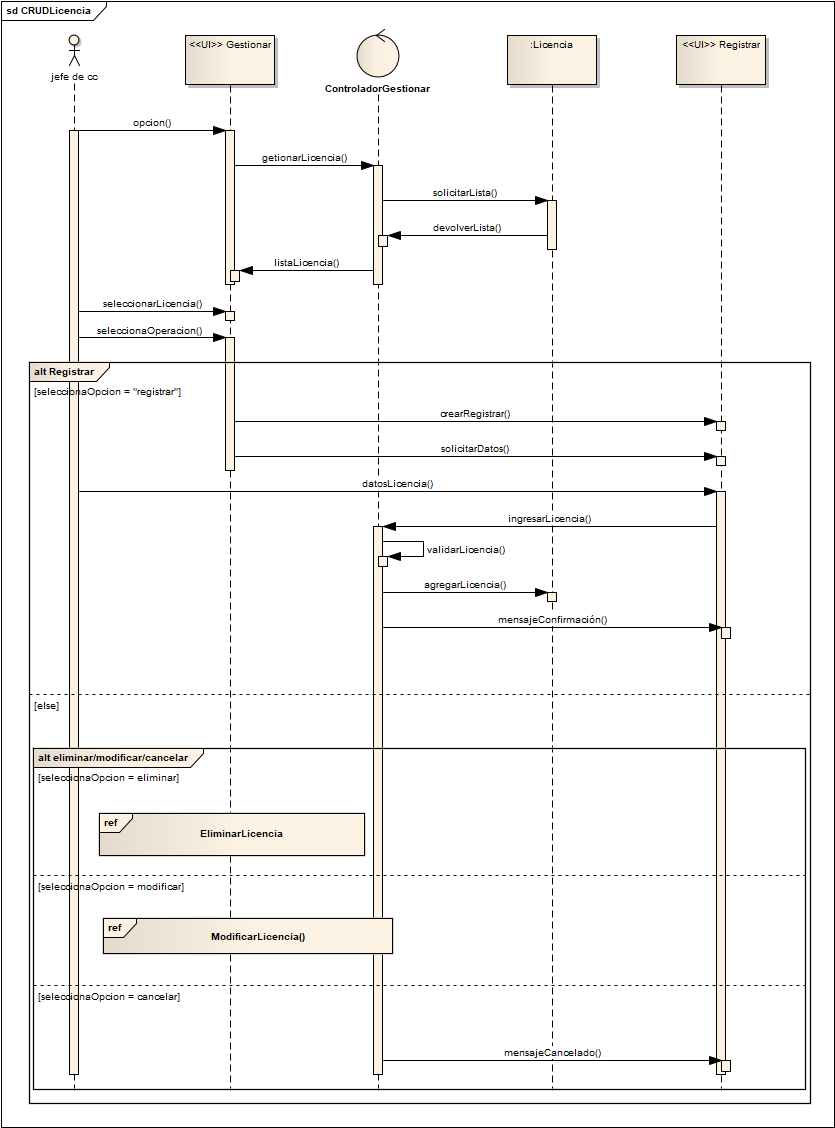 sd CRUDLicencia
jefe de cc
<<UI>> Gestionar
ControladorGestionar
:Licencia
<<UI>> Registrar
opcion()
getionarLicencia()
solicitarLista()
devolverLista()
listaLicencia()
seleccionarLicencia()
seleccionaOperacion()
alt Registrar
[seleccionaOpcion = "registrar"]
crearRegistrar()
solicitarDatos()
datosLicencia()
ingresarLicencia()
validarLicencia()
agregarLicencia()
mensajeConfirmación()
[else]
alt eliminar/modificar/cancelar
[seleccionaOpcion = eliminar]
ref
EliminarLicencia
[seleccionaOpcion = modificar]
ref
ModificarLicencia()
[seleccionaOpcion = cancelar]
mensajeCancelado()